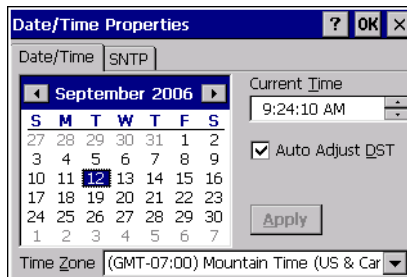 Date/Time Properties ? OK ×
Date/Time SNTP
September 2006
Current Time
9:24:10 AM
S M T W T F S
27 28 29 30 31 1 2
3 4 5 6 7 8 9
10 11 12 13 14 15 16
17 18 19 20 21 22 23
24 25 26 27 28 29 30
1 2 3 4 5 6 7
Auto Adjust DST
Apply
Time Zone (GMT-07:00) Mountain Time (US & Car